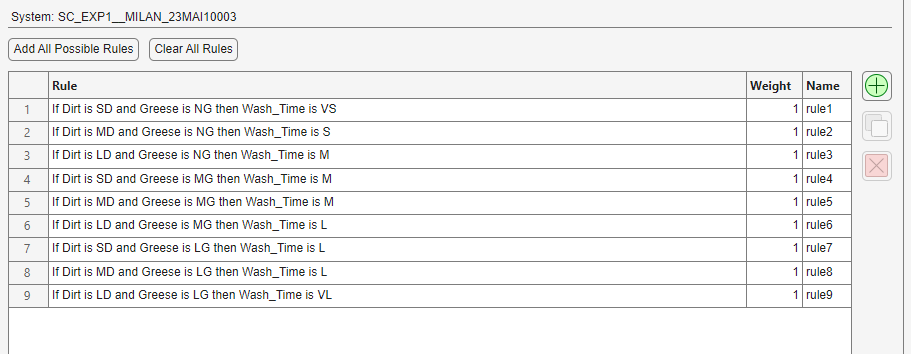 System: SC_EXP1__MILAN_23MAI10003
Add All Possible Rules Clear All Rules
Rule Weight Name
1 If Dirt is SD and Greese is NG then Wash_Time is VS 1 rule1
2 If Dirt is MD and Greese is NG then Wash_Time is S 1 rule2
3 If Dirt is LD and Greese is NG then Wash_Time is M 1 rule3
4 If Dirt is SD and Greese is MG then Wash_Time is M 1 rule4
5 If Dirt is MD and Greese is MG then Wash_Time is M 1 rule5
6 If Dirt is LD and Greese is MG then Wash_Time is L 1 rule6
7 If Dirt is SD and Greese is LG then Wash_Time is L 1 rule7
8 If Dirt is MD and Greese is LG then Wash_Time is L 1 rule8
9 If Dirt is LD and Greese is LG then Wash_Time is VL 1 rule9